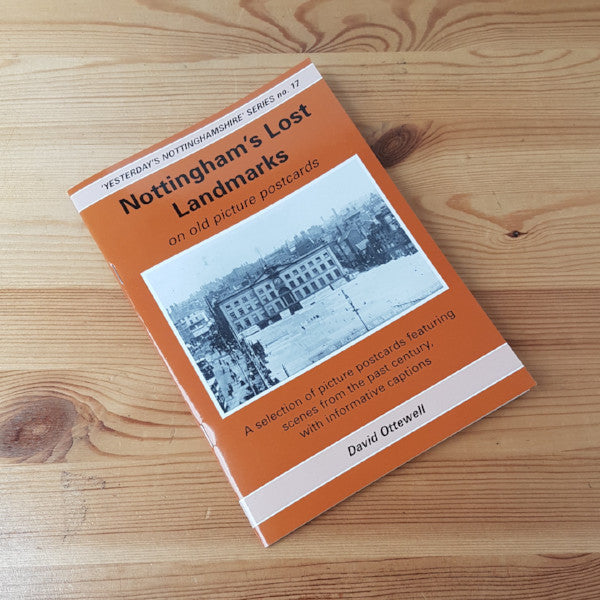 'YESTERDAY'S NOTTINGHAMSHIRE' SERIES no. 17
Nottingham's Lost
Landmarks
on old picture postcards
A selection of picture postcards featuring
scenes from the past century,
with informative captions
David Ottewell